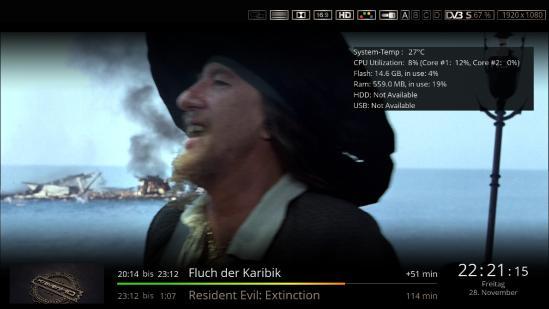 16:9 HD A B C D DVB S 67 % 1920 x 1080
System-Temp : 27°C
CPU Utilization: 8% (Core #1: 12%, Core #2: 0%)
Flash: 14.6 GB, in use: 4%
Ram: 559.0 MB, in use: 19%
HDD: Not Available
USB: Not Available
20:14 bis 23:12 Fluch der Karibik +51 min
22:21:15
23:12 bis 1:07 Resident Evil: Extinction 114 min
Freitag
28. November